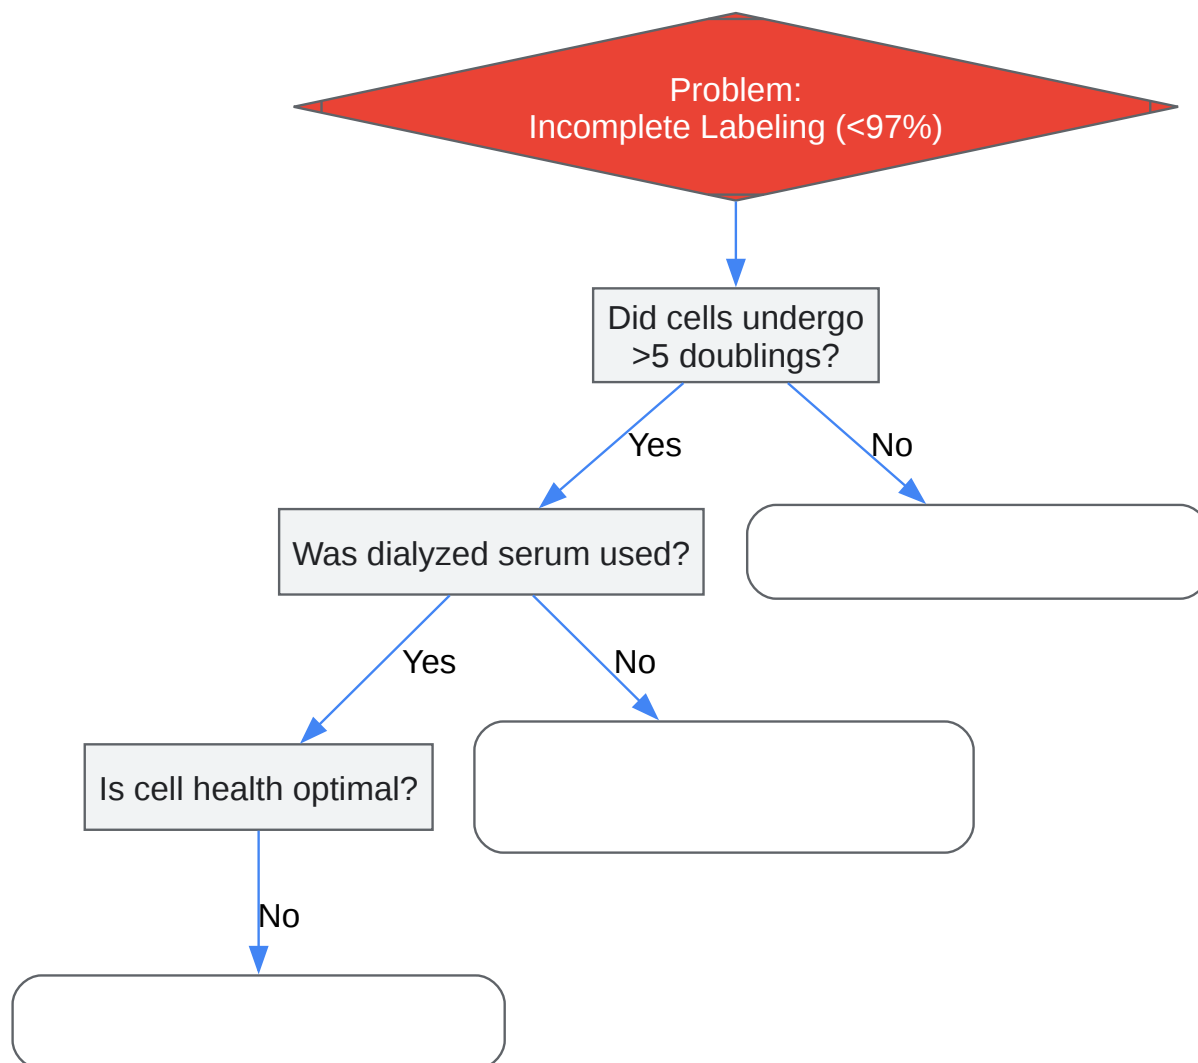 Problem:
Incomplete Labeling (<97%)
Did cells undergo
>5 doublings?
Yes
No
Was dialyzed serum used?
Yes
No
Is cell health optimal?
No